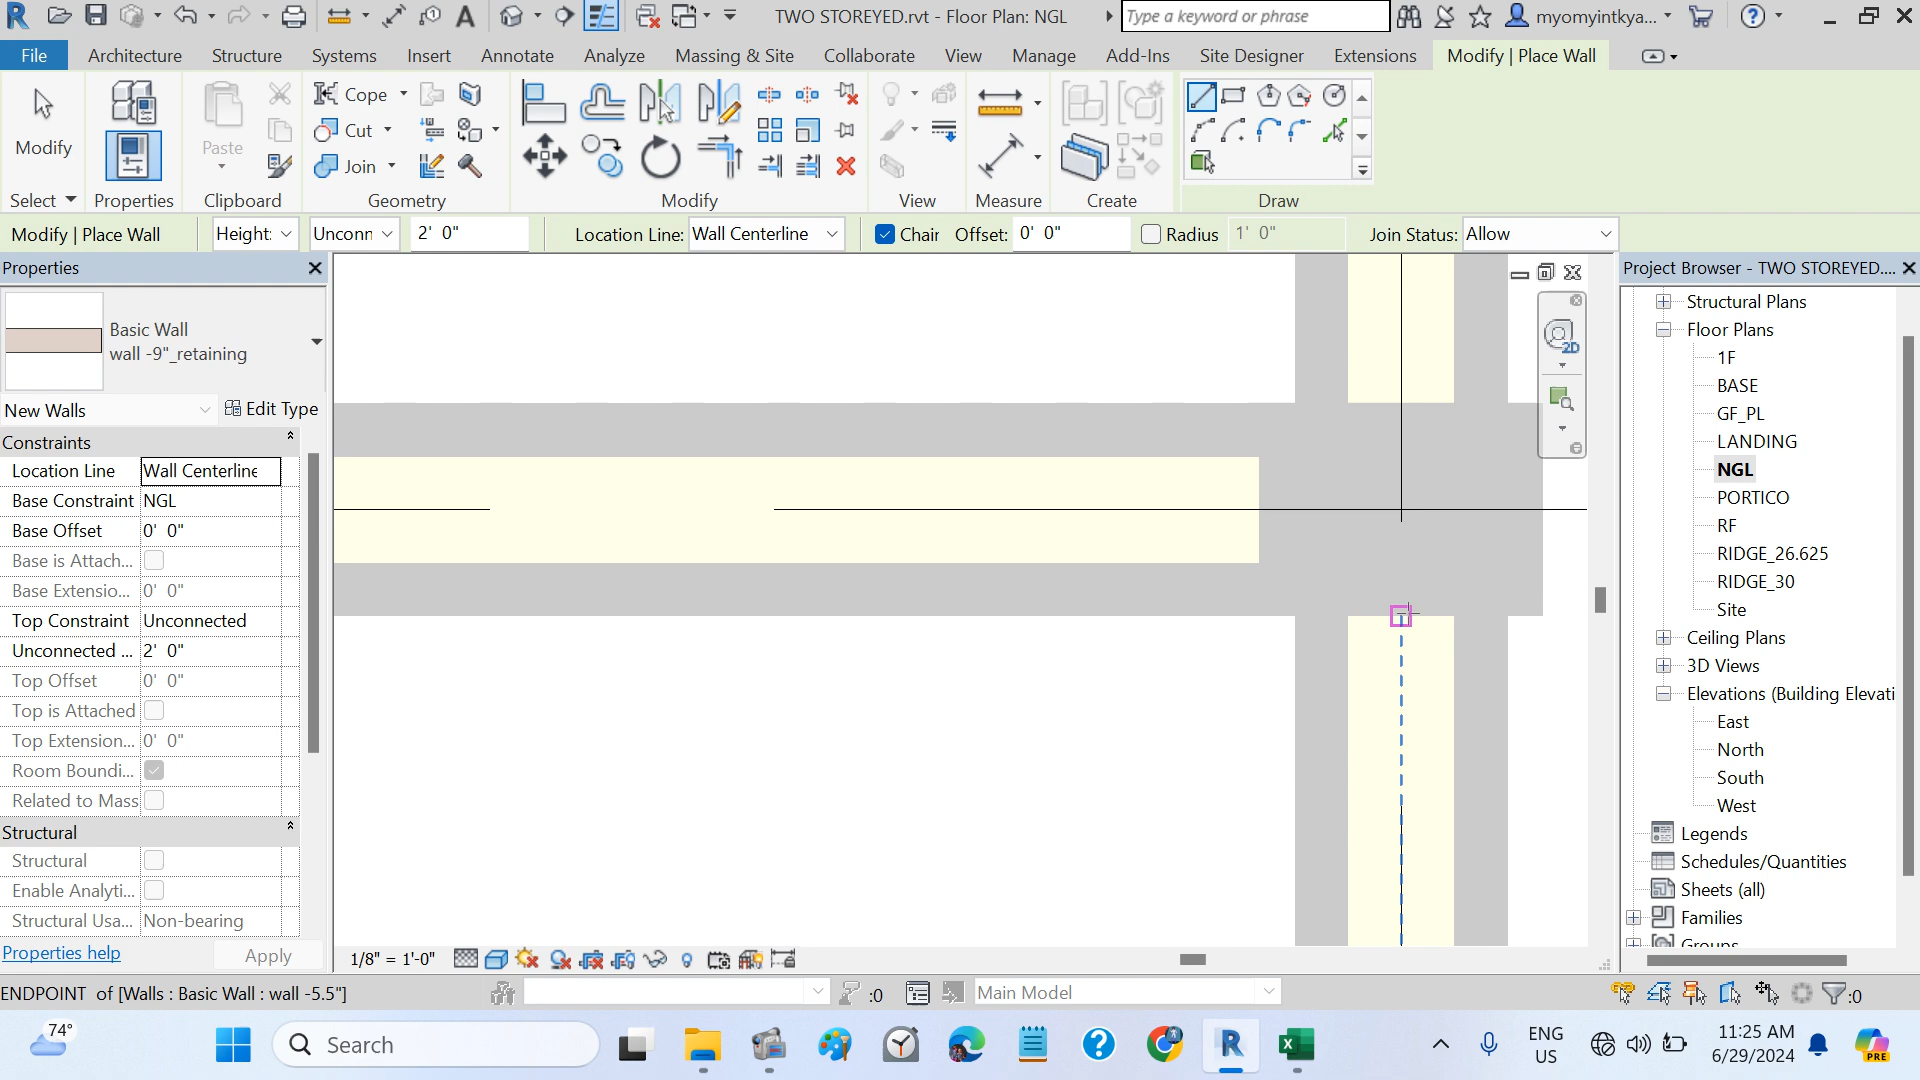 TWO STOREYED.rvt - Floor Plan: NGL
Type a keyword or phrase
myomyintkya...
File
Architecture
Structure
Systems
Insert
Annotate
Analyze
Massing & Site
Collaborate
View
Manage
Add-Ins
Site Designer
Extensions
Modify | Place Wall
Modify
Paste
Cope
Cut
Join
Select
Properties
Clipboard
Geometry
Modify
View
Measure
Create
Draw
Modify | Place Wall
Height:
Unconn
2' 0"
Location Line:
Wall Centerline
Chair
Offset:
0' 0"
Radius
1' 0"
Join Status:
Allow
Properties
Basic Wall
wall -9"_retaining
New Walls
Edit Type
Constraints
Location Line
Wall Centerline
Base Constraint
NGL
Base Offset
0' 0"
Base is Attach...
Base Extensio...
0' 0"
Top Constraint
Unconnected
Unconnected ...
2' 0"
Top Offset
0' 0"
Top is Attached
Top Extension...
0' 0"
Room Boundi...
Related to Mass
Structural
Structural
Enable Analyti...
Structural Usa...
Non-bearing
Properties help
Apply
2D
1/8" = 1'-0"
Project Browser - TWO STOREYED....
Structural Plans
Floor Plans
1F
BASE
GF_PL
LANDING
NGL
PORTICO
RF
RIDGE_26.625
RIDGE_30
Site
Ceiling Plans
3D Views
Elevations (Building Elevati
East
North
South
West
Legends
Schedules/Quantities
Sheets (all)
Families
Groups
ENDPOINT of [Walls : Basic Wall : wall -5.5"]
:0
Main Model
:0
74°
Search
ENG
US
11:25 AM
6/29/2024
PRE